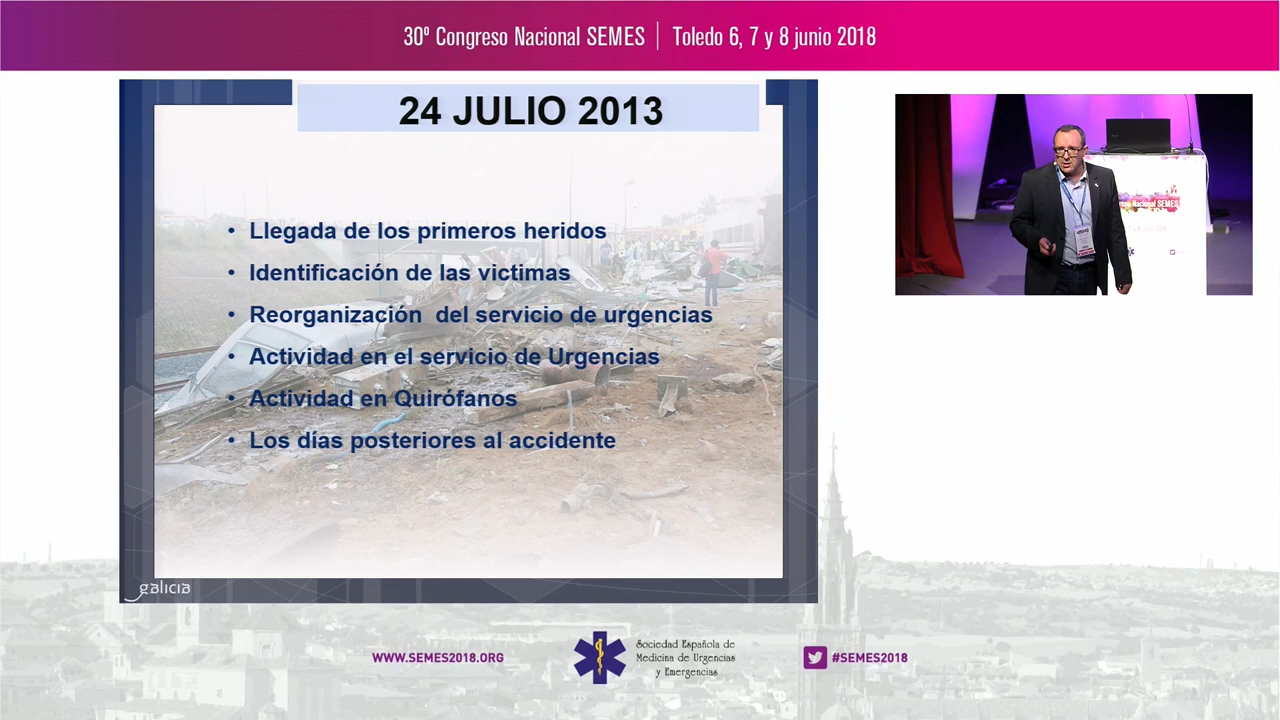 30º Congreso Nacional SEMES | Toledo 6, 7 y 8 junio 2018
24 JULIO 2013
• Llegada de los primeros heridos
• Identificación de las victimas
• Reorganización del servicio de urgencias
• Actividad en el servicio de Urgencias
• Actividad en Quirófanos
• Los días posteriores al accidente
galicia
Nacional SEMES
WWW.SEMES2018.ORG
Sociedad Española de
Medicina de Urgencias
y Emergencias
#SEMES2018